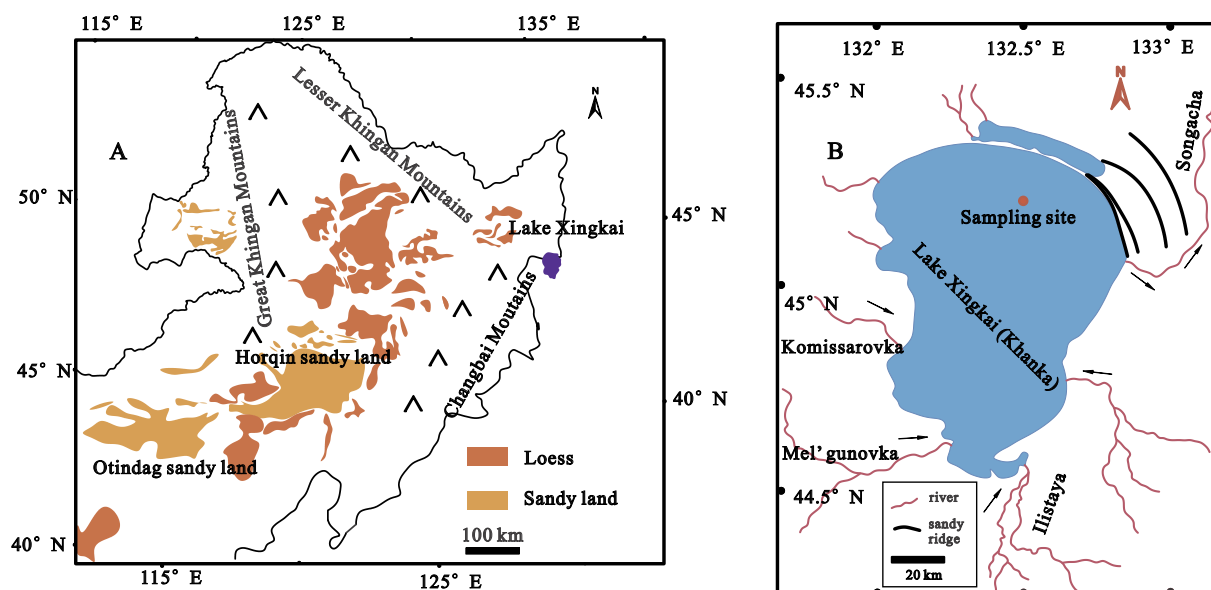 115° E
125° E
135° E
A
N
Lesser Khingan Mountains
Great Khingan Mountains
50° N
45° N
Lake Xingkai
Horqin sandy land
Changbai Moutains
45° N
40° N
Otindag sandy land
Loess
Sandy land
100 km
40° N
115° E
125° E
132° E
132.5° E
133° E
45.5° N
N
B
Songacha
Sampling site
Lake Xingkai (Khanka)
45° N
Komissarovka
Mel' gunovka
44.5° N
Ilistaya
river
sandy
ridge
20 km